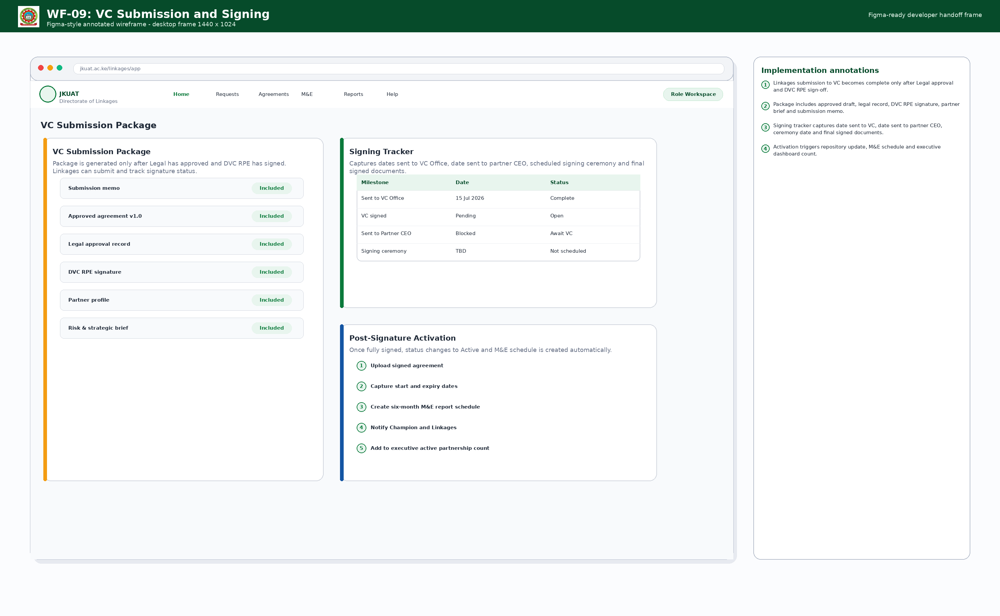 WF-09: VC Submission and Signing
Figma-style annotated wireframe - desktop frame 1440 x 1024
Figma-ready developer handoff frame
jkuat.ac.ke/linkages/app
JKUAT
Directorate of Linkages
Home
Requests
Agreements
M&E
Reports
Help
Role Workspace
VC Submission Package
VC Submission Package
Package is generated only after Legal has approved and DVC RPE has signed.
Linkages can submit and track signature status.
Submission memo Included
Approved agreement v1.0 Included
Legal approval record Included
DVC RPE signature Included
Partner profile Included
Risk & strategic brief Included
Signing Tracker
Captures dates sent to VC Office, date sent to partner CEO, scheduled signing ceremony and final
signed documents.
Milestone Date Status
Sent to VC Office 15 Jul 2026 Complete
VC signed Pending Open
Sent to Partner CEO Blocked Await VC
Signing ceremony TBD Not scheduled
Post-Signature Activation
Once fully signed, status changes to Active and M&E schedule is created automatically.
1 Upload signed agreement
2 Capture start and expiry dates
3 Create six-month M&E report schedule
4 Notify Champion and Linkages
5 Add to executive active partnership count
Implementation annotations
1 Linkages submission to VC becomes complete only after Legal approval
and DVC RPE sign-off.
2 Package includes approved draft, legal record, DVC RPE signature, partner
brief and submission memo.
3 Signing tracker captures date sent to VC, date sent to partner CEO,
ceremony date and final signed documents.
4 Activation triggers repository update, M&E schedule and executive
dashboard count.